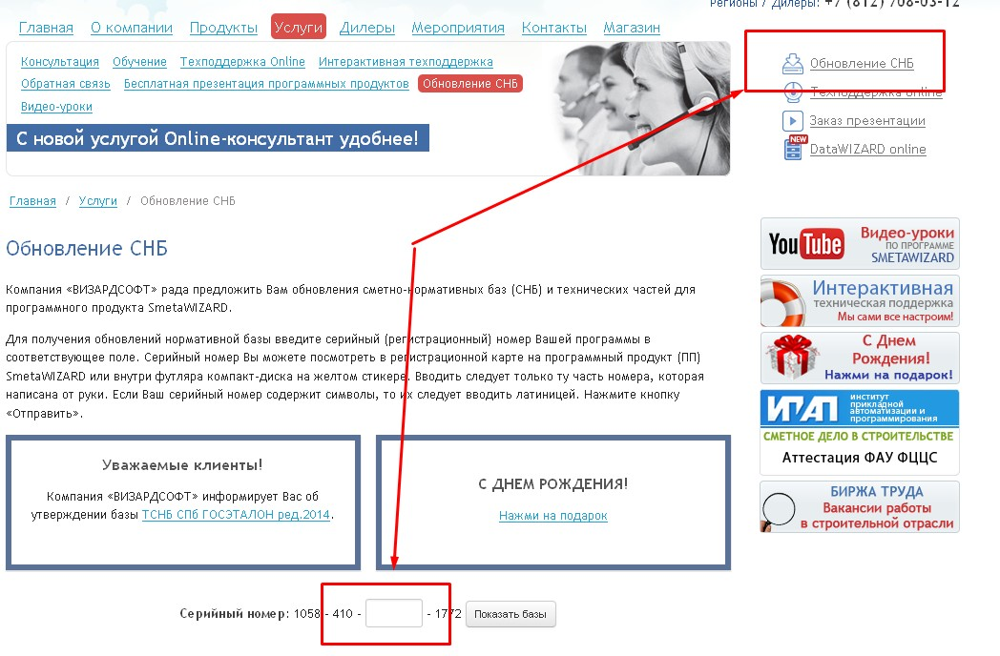 Регионы / Дилеры: +7 (812) 708-03-12
Главная О компании Продукты Услуги Дилеры Мероприятия Контакты Магазин
Консультация Обучение Техподдержка Online Интерактивная техподдержка
Обратная связь Бесплатная презентация программных продуктов Обновление СНБ
Видео-уроки
С новой услугой Online-консультант удобнее!
Обновление СНБ
Техподдержка online
Заказ презентации
NEW
DataWIZARD online
Главная / Услуги / Обновление СНБ
Обновление СНБ
Компания «ВИЗАРДСОФТ» рада предложить Вам обновления сметно-нормативных баз (СНБ) и технических частей для
программного продукта SmetaWIZARD.
Для получения обновлений нормативной базы введите серийный (регистрационный) номер Вашей программы в
соответствующее поле. Серийный номер Вы можете посмотреть в регистрационной карте на программный продукт (ПП)
SmetaWIZARD или внутри футляра компакт-диска на желтом стикере. Вводить следует только ту часть номера, которая
написана от руки. Если Ваш серийный номер содержит символы, то их следует вводить латиницей. Нажмите кнопку
«Отправить».
Уважаемые клиенты!
Компания «ВИЗАРДСОФТ» информирует Вас об
утверждении базы ТСНБ СПб ГОСЭТАЛОН ред.2014.
С ДНЕМ РОЖДЕНИЯ!
Нажми на подарок
Серийный номер: 1058 - 410 - - 1772 Показать базы
YouTube
Видео-уроки
ПО ПРОГРАММЕ
SMETAWIZARD
Интерактивная
техническая поддержка
Мы сами все настроим!
С Днем
Рождения!
Нажми на подарок!
ИПАП
институт
прикладной
автоматизации и
программирования
СМЕТНОЕ ДЕЛО В СТРОИТЕЛЬСТВЕ
Аттестация ФАУ ФЦЦС
БИРЖА ТРУДА
Вакансии работы
в строительной отрасли